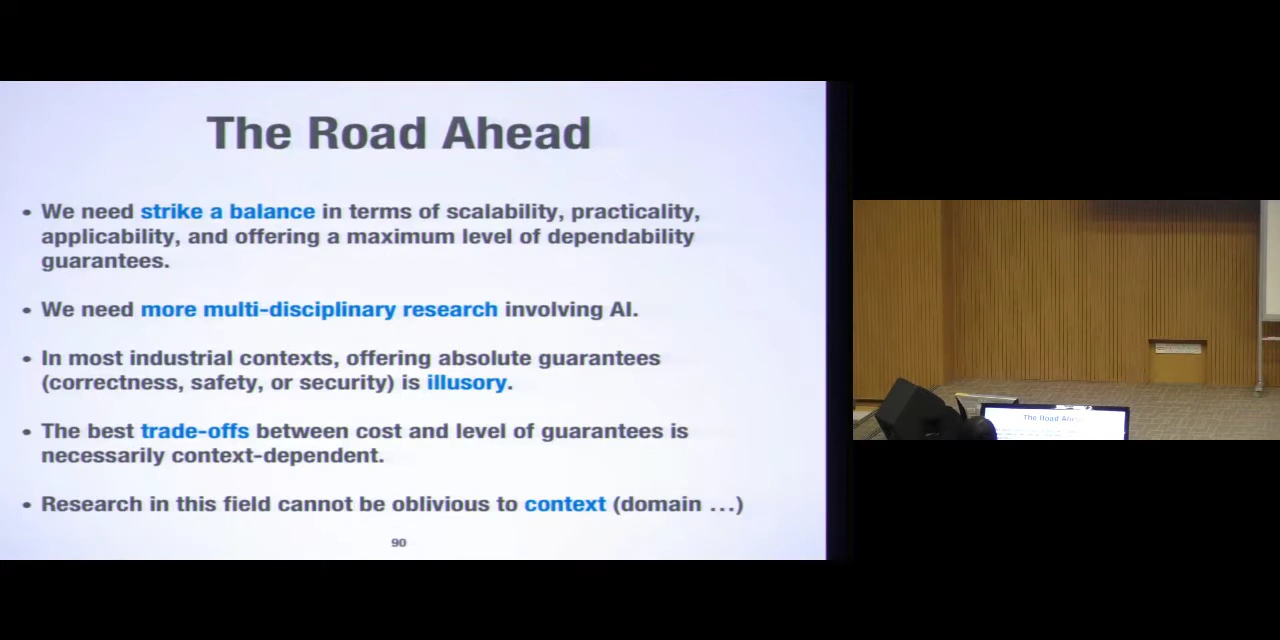 The Road Ahead
• We need strike a balance in terms of scalability, practicality,
applicability, and offering a maximum level of dependability
guarantees.
• We need more multi-disciplinary research involving AI.
• In most industrial contexts, offering absolute guarantees
(correctness, safety, or security) is illusory.
• The best trade-offs between cost and level of guarantees is
necessarily context-dependent.
• Research in this field cannot be oblivious to context (domain …)
90
The Road Ahead